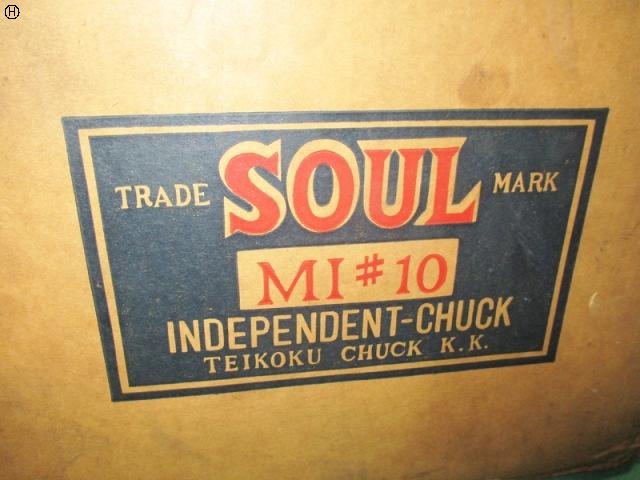 H
TRADE SOUL MARK
MI#10
INDEPENDENT-CHUCK
TEIKOKU CHUCK K.K.